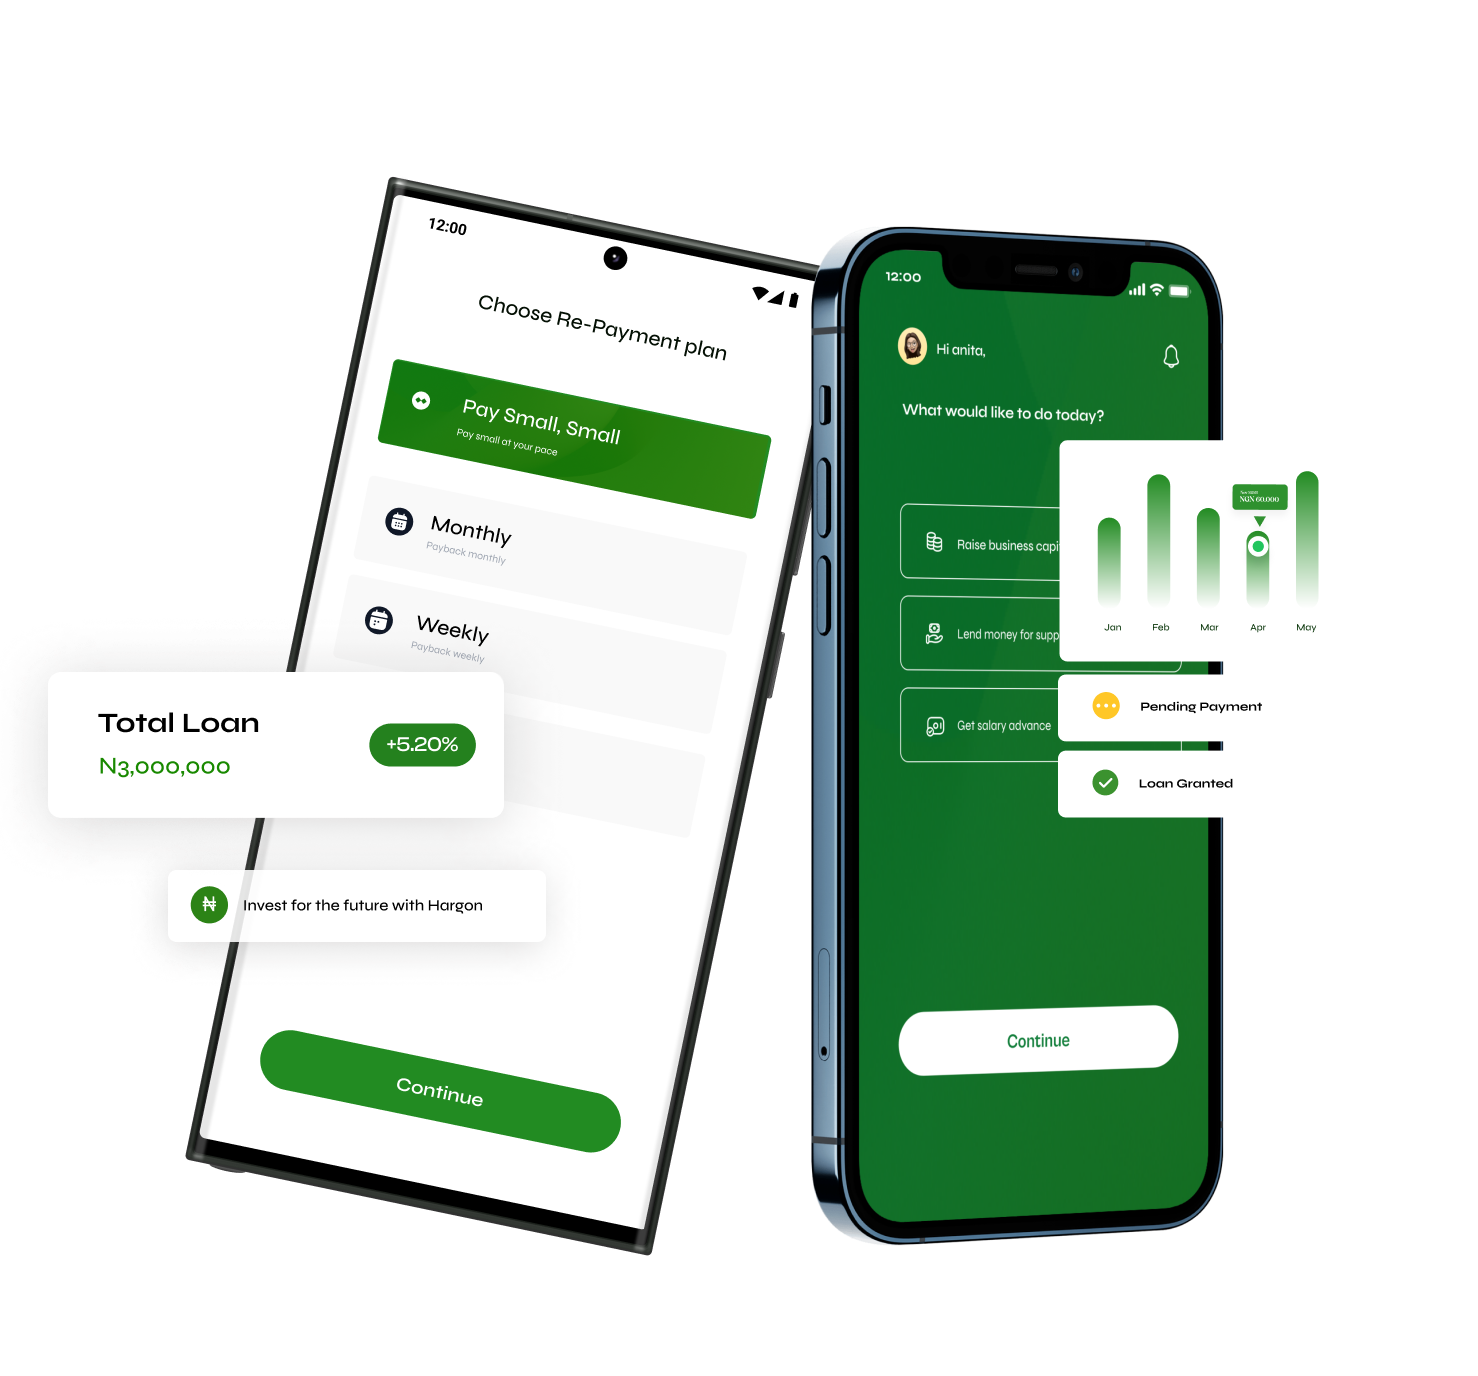 12:00
Choose Re-Payment plan
Pay Small, Small
Pay small at your pace
Monthly
Payback monthly
Weekly
Payback weekly
Total Loan
N3,000,000
+5.20%
₦
Invest for the future with Hargon
Continue
12:00
Hi anita,
What would like to do today?
Raise business capi
Lend money for supp
Get salary advance
NGN 60.000
Jan Feb Mar Apr May
Pending Payment
Loan Granted
Continue